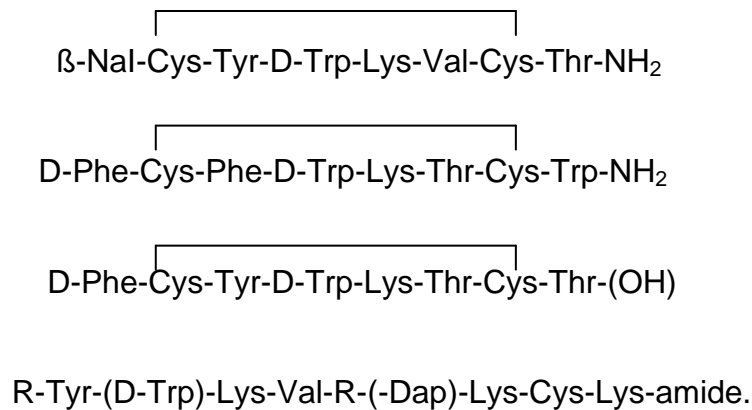 ß-Nal-Cys-Tyr-D-Trp-Lys-Val-Cys-Thr-NH₂
D-Phe-Cys-Phe-D-Trp-Lys-Thr-Cys-Trp-NH₂
D-Phe-Cys-Tyr-D-Trp-Lys-Thr-Cys-Thr-(OH)
R-Tyr-(D-Trp)-Lys-Val-R-(-Dap)-Lys-Cys-Lys-amide.